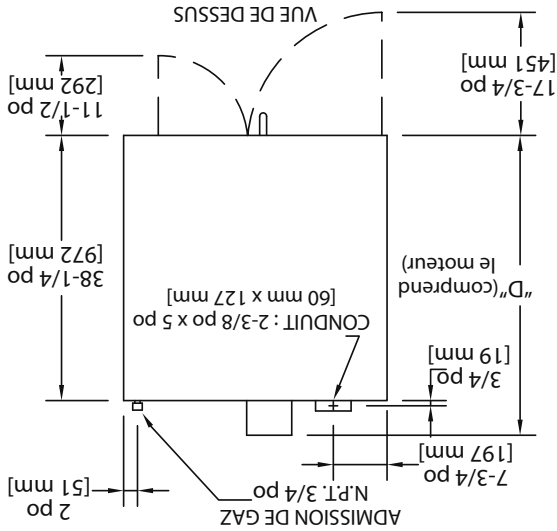 ADMISSION DE GAZ
N.P.T. 3/4 po
2 po
[51 mm]
7-3/4 po
[197 mm]
3/4 po
[19 mm]
CONDUIT : 2-3/8 po x 5 po
[60 mm x 127 mm]
"D"(comprend
le moteur)
38-1/4 po
[972 mm]
11-1/2 po
[292 mm]
17-3/4 po
[451 mm]
VUE DE DESSUS